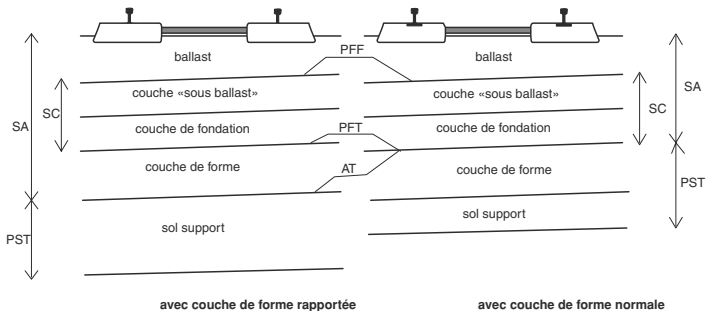 ballast
PFF
ballast
couche «sous ballast»
SC
SA
couche de fondation
PFT
couche de forme
AT
sol support
PST
couche «sous ballast»
SA
SC
couche de fondation
couche de forme
PST
sol support
avec couche de forme rapportée
avec couche de forme normale